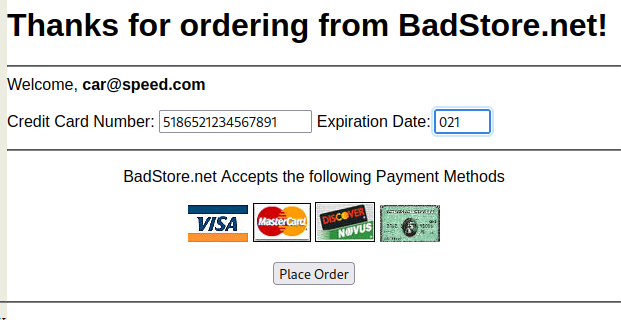 Thanks for ordering from BadStore.net!
Welcome, car@speed.com
Credit Card Number: 5186521234567891 Expiration Date: 021
BadStore.net Accepts the following Payment Methods
VISA MasterCard DISCOVER NOVUS
Place Order